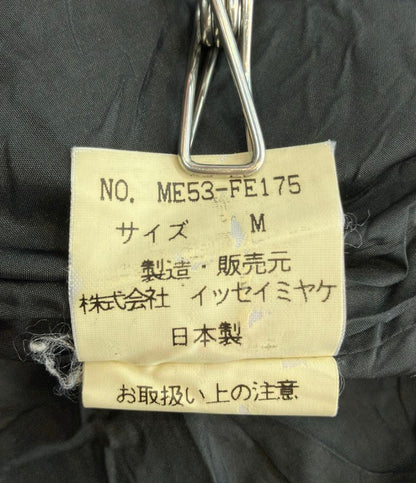 NO. ME53-FE175
サイズ M
製造・販売元
株式会社 イッセイミヤケ
日本製
お取扱い上の注意